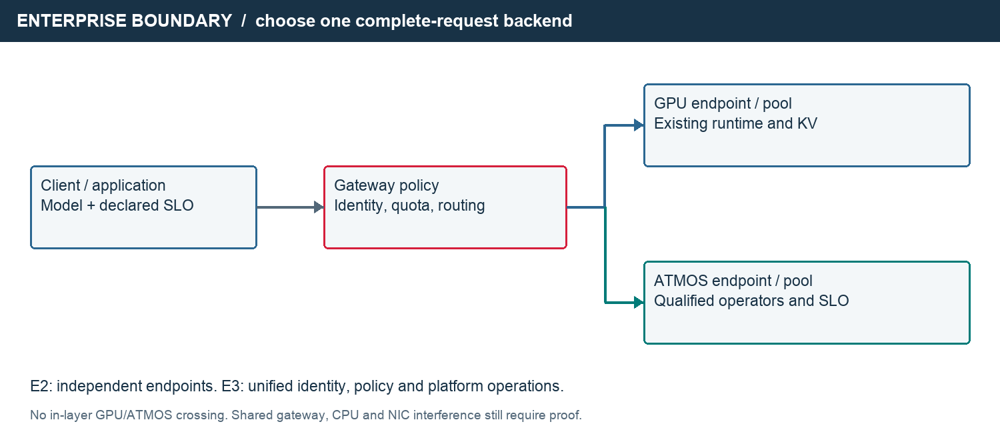 ENTERPRISE BOUNDARY / choose one complete-request backend
GPU endpoint / pool
Existing runtime and KV
Client / application
Model + declared SLO
Gateway policy
Identity, quota, routing
ATMOS endpoint / pool
Qualified operators and SLO
E2: independent endpoints. E3: unified identity, policy and platform operations.
No in-layer GPU/ATMOS crossing. Shared gateway, CPU and NIC interference still require proof.